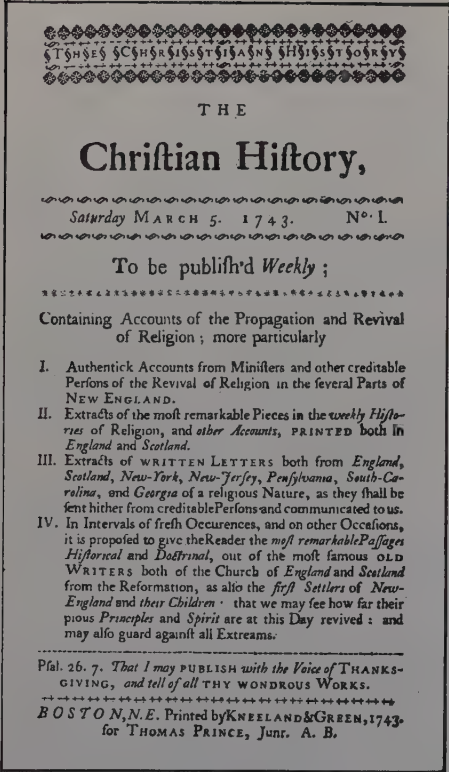 §T§H§E§ §C§H§R§I§S§T§I§A§N§ §H§I§S§T§O§R§Y§
THE
Chriſtian Hiſtory,
Saturday MARCH 5. 1743. No. I.
To be publiſh'd Weekly ;
Containing Accounts of the Propagation and Revival
of Religion ; more particularly
I. Authentick Accounts from Miniſters and other creditable
Perſons of the Revival of Religion in the ſeveral Parts of
NEW ENGLAND.
II. Extracts of the moſt remarkable Pieces in the weekly Hiſto-
ries of Religion, and other Accounts, PRINTED both in
England and Scotland.
III. Extracts of WRITTEN LETTERS both from England,
Scotland, New-York, New-Jerſey, Penſylvania, South-Ca-
rolina, and Georgia of a religious Nature, as they ſhall be
ſent hither from creditable Perſons and communicated to us.
IV. In Intervals of freſh Occurences, and on other Occaſions,
it is propoſed to give the Reader the moſt remarkable Paſſages
Hiſtorical and Doctrinal, out of the moſt famous OLD
WRITERS both of the Church of England and Scotland
from the Reformation, as alſo the firſt Settlers of New-
England and their Children · that we may ſee how far their
pious Principles and Spirit are at this Day revived : and
may alſo guard againſt all Extreams.
Pſal. 26. 7. That I may PUBLISH with the Voice of THANKS-
GIVING, and tell of all THY WONDROUS WORKS.
BOSTON, N.E. Printed by KNEELAND & GREEN, 1743.
for THOMAS PRINCE, Junr. A. B.